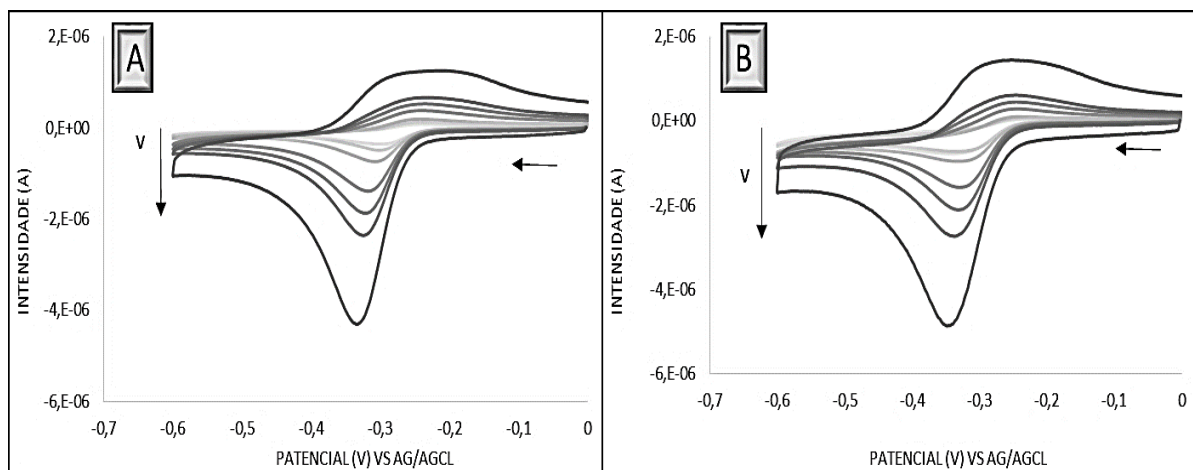 A
2,E-06
0,E+00
-2,E-06
-4,E-06
-6,E-06
V
INTENSIDADE (A)
-0,7 -0,6 -0,5 -0,4 -0,3 -0,2 -0,1 0
PATENCIAL (V) VS AG/AGCL
B
2,E-06
0,E+00
-2,E-06
-4,E-06
-6,E-06
V
INTENSIDADE (A)
-0,7 -0,6 -0,5 -0,4 -0,3 -0,2 -0,1 0
PATENCIAL (V) VS AG/AGCL